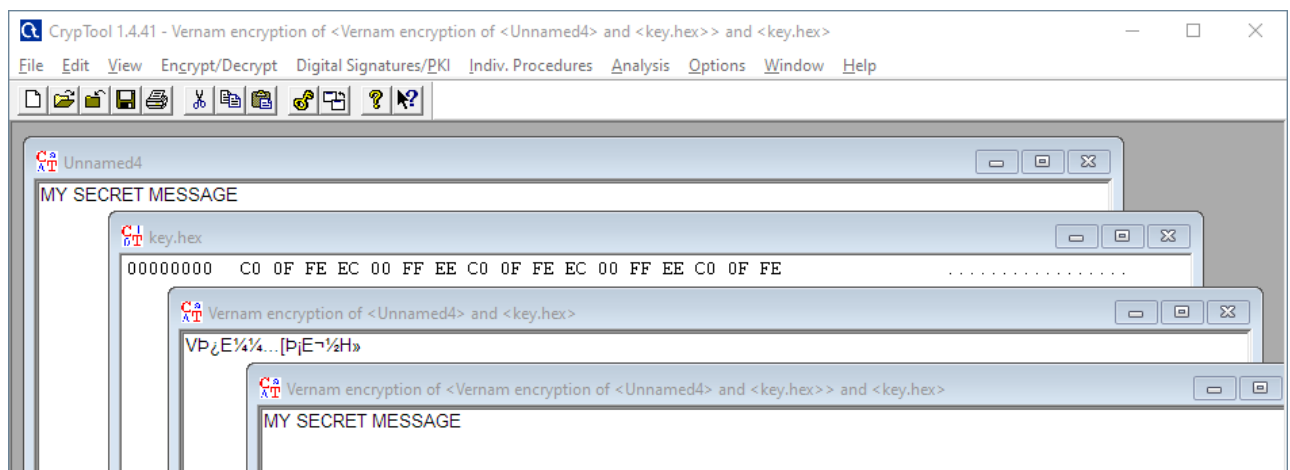 CrypTool 1.4.41 - Vernam encryption of <Vernam encryption of <Unnamed4> and <key.hex>> and <key.hex>
File Edit View Encrypt/Decrypt Digital Signatures/PKI Indiv. Procedures Analysis Options Window Help
Unnamed4
MY SECRET MESSAGE
key.hex
00000000 C0 0F FE EC 00 FF EE C0 0F FE EC 00 FF EE C0 0F FE .................
Vernam encryption of <Unnamed4> and <key.hex>
VÞ¿E¼¼…[Þ¡E¬½H»
Vernam encryption of <Vernam encryption of <Unnamed4> and <key.hex>> and <key.hex>
MY SECRET MESSAGE